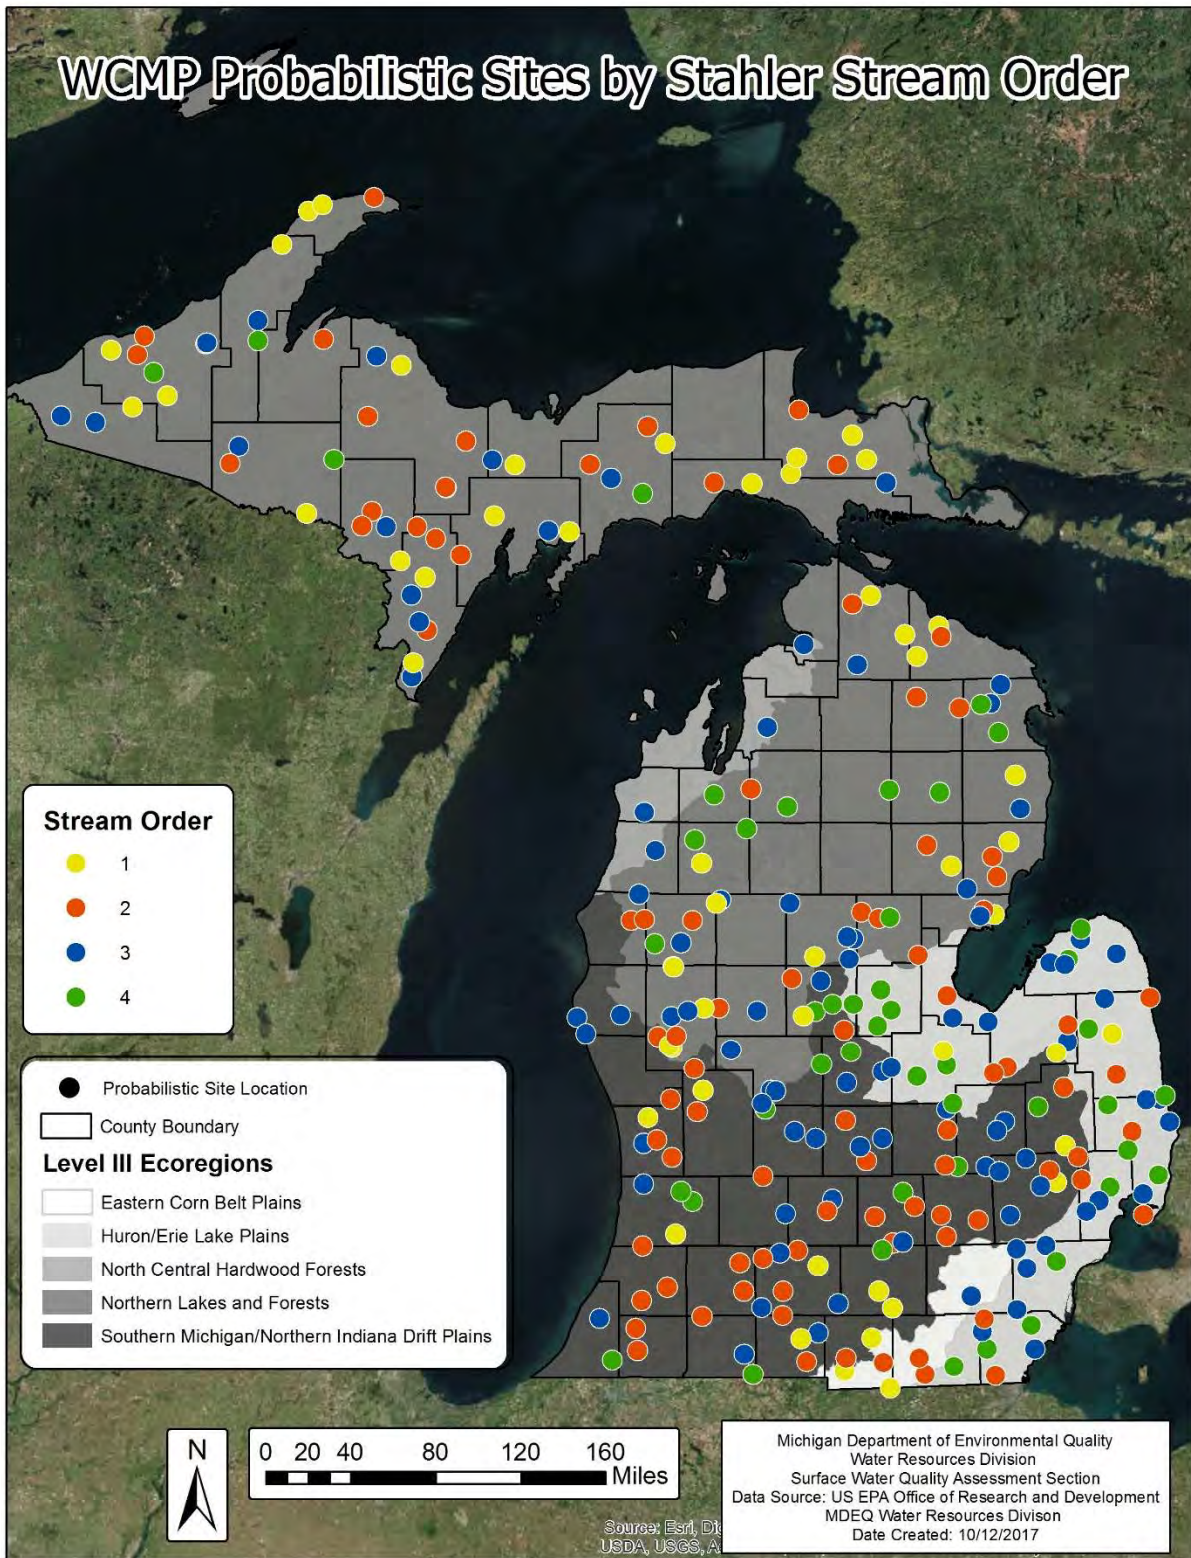 WCMP Probabilistic Sites by Stahler Stream Order
Stream Order
1
2
3
4
Probabilistic Site Location
County Boundary
Level III Ecoregions
Eastern Corn Belt Plains
Huron/Erie Lake Plains
North Central Hardwood Forests
Northern Lakes and Forests
Southern Michigan/Northern Indiana Drift Plains
N
0 20 40 80 120 160
Miles
Michigan Department of Environmental Quality
Water Resources Division
Surface Water Quality Assessment Section
Data Source: US EPA Office of Research and Development
MDEQ Water Resources Divison
Date Created: 10/12/2017
Source: Esri,
USDA, USGS,